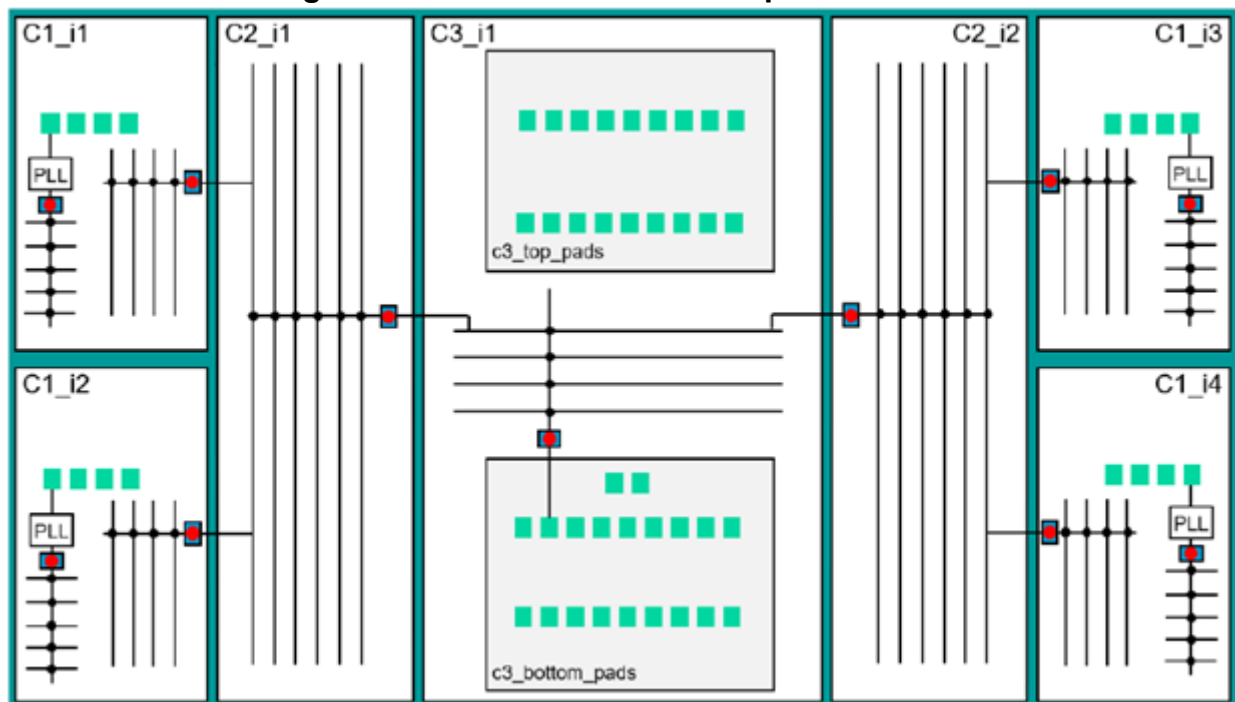 C1_i1
C2_i1
C3_i1
C2_i2
C1_i3
PLL
PLL
c3_top_pads
C1_i2
C1_i4
PLL
PLL
c3_bottom_pads